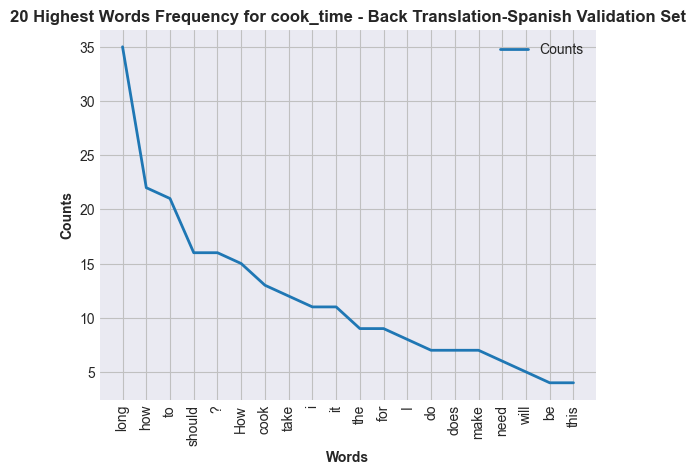 20 Highest Words Frequency for cook_time - Back Translation-Spanish Validation Set
Counts
35
30
25
20
15
10
5
Counts
long
how
to
should
?
How
cook
take
i
it
the
for
I
do
does
make
need
will
be
this
Words